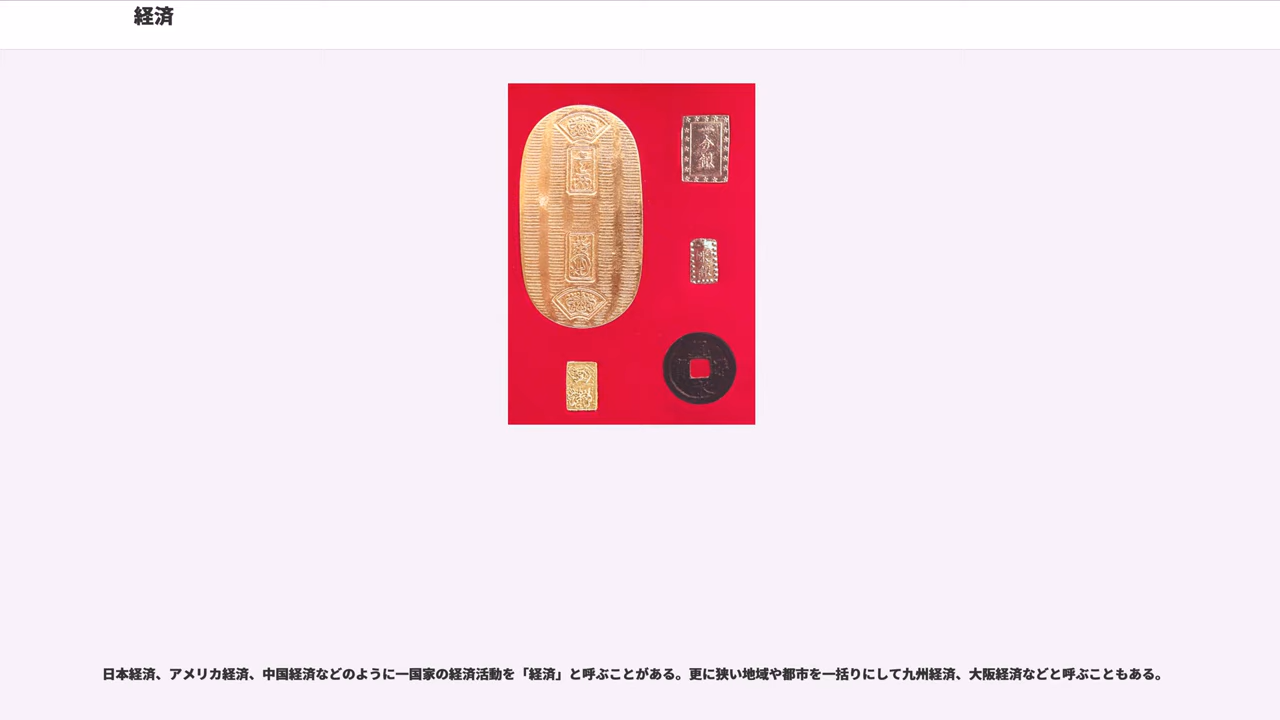 経済
一分銀
日本経済、アメリカ経済、中国経済などのように一国家の経済活動を「経済」と呼ぶことがある。更に狭い地域や都市を一括りにして九州経済、大阪経済などと呼ぶこともある。